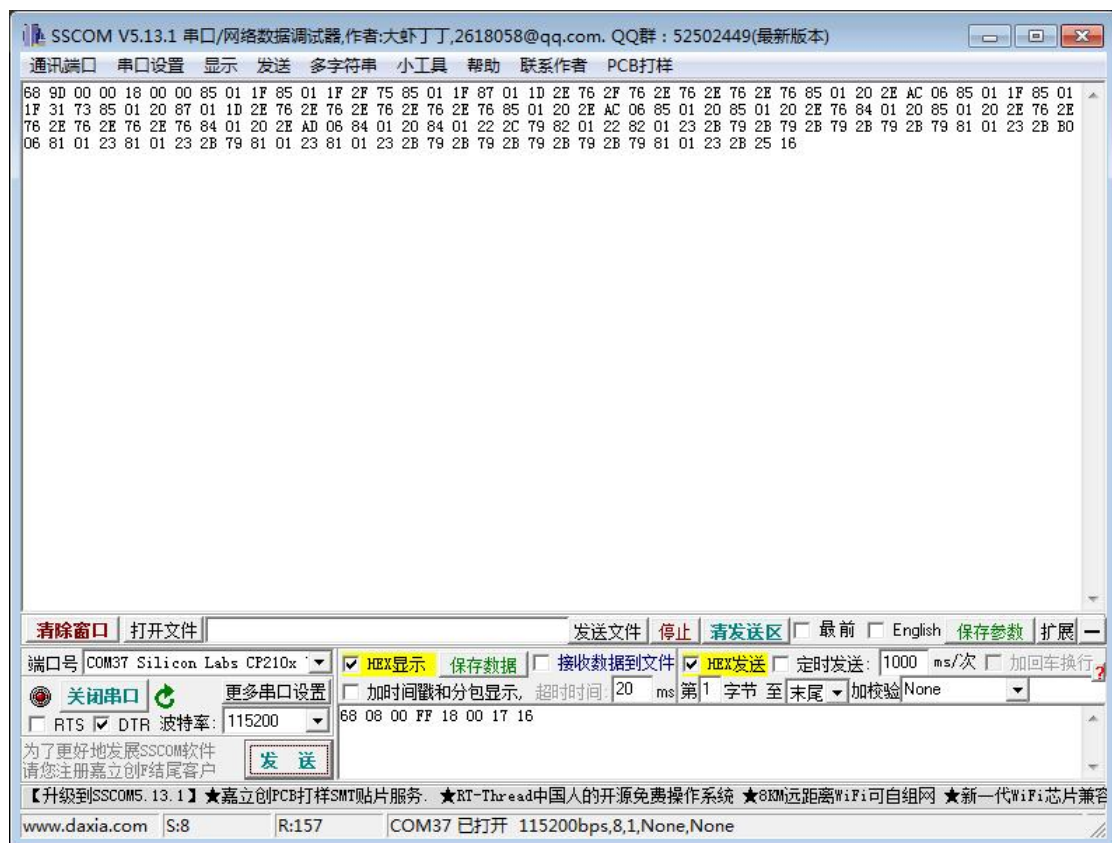 SSCOM V5.13.1 串口/网络数据调试器,作者:大虾丁丁,2618058@qq.com. QQ群：52502449(最新版本)
通讯端口 串口设置 显示 发送 多字符串 小工具 帮助 联系作者 PCB打样
68 9D 00 00 18 00 00 85 01 1F 85 01 1F 2F 75 85 01 1F 87 01 1D 2E 76 2F 76 2E 76 2E 76 2E 76 85 01 20 2E AC 06 85 01 1F 85 01
1F 31 73 85 01 20 87 01 1D 2E 76 2E 76 2E 76 2E 76 2E 76 85 01 20 2E AC 06 85 01 20 85 01 20 2E 76 84 01 20 85 01 20 2E 76 2E
76 2E 76 2E 76 2E 76 84 01 20 2E AD 06 84 01 20 84 01 22 2C 79 82 01 22 82 01 23 2B 79 2B 79 2B 79 2B 79 2B 79 81 01 23 2B B0
06 81 01 23 81 01 23 2B 79 81 01 23 81 01 23 2B 79 2B 79 2B 79 2B 79 2B 79 81 01 23 2B 25 16
清除窗口 打开文件 发送文件 停止 清发送区 最前 English 保存参数 扩展 —
端口号 COM37 Silicon Labs CP210x HEX显示 保存数据 接收数据到文件 HEX发送 定时发送: 1000 ms/次 加回车换行 ?
关闭串口 更多串口设置 加时间戳和分包显示, 超时时间: 20 ms 第 1 字节 至 末尾 加校验 None
RTS DTR 波特率: 115200
68 08 00 FF 18 00 17 16
为了更好地发展SSCOM软件
请您注册嘉立创F结尾客户
发 送
【升级到SSCOM5.13.1】★嘉立创PCB打样SMT贴片服务. ★RT-Thread中国人的开源免费操作系统 ★8KM远距离WiFi可自组网 ★新一代WiFi芯片兼容
www.daxia.com S:8 R:157 COM37 已打开 115200bps,8,1,None,None